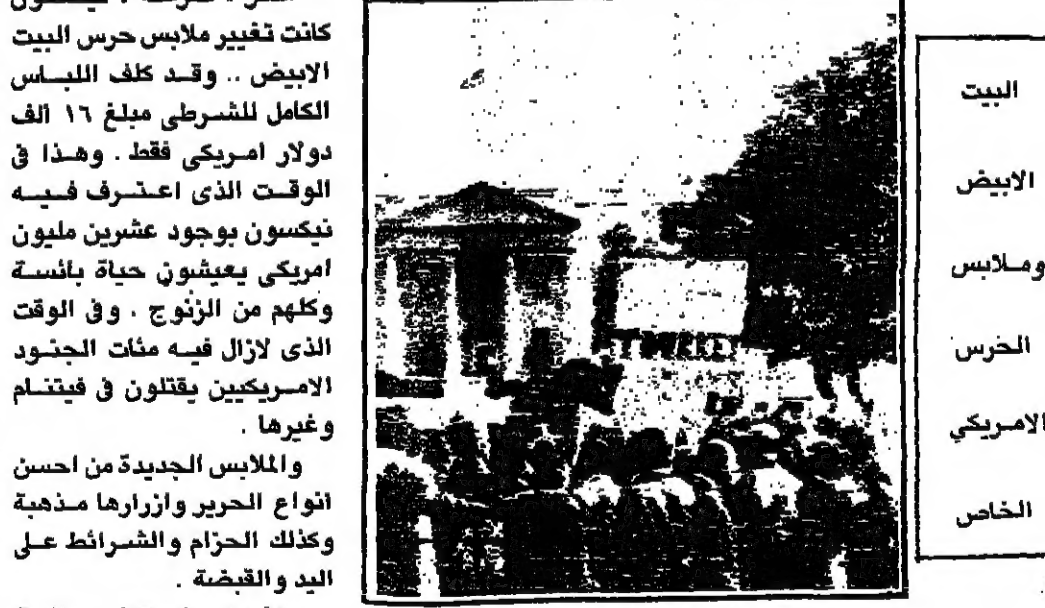 البيت
الابيض
وملابس
الحرس
الامريكي
الخاص
كانت تغيير ملابس حرس البيت
الابيض .. وقد كلف اللباس
الكامل للشرطى مبلغ ١٦ الف
دولار امريكى فقط . وهذا في
الوقت الذى اعترف فيه
نيكسون بوجود عشرين مليون
امريكى يعيشون حياة بائسة
وكلهم من الزنوج . وفى الوقت
الذى لازال فيه مئات الجنود
الامريكيين يقتلون في فيتنام
وغيرها .
والملابس الجديدة من احسن
انواع الحرير وازرارها مذهبة
وكذلك الحزام والشرائط على
اليد والقبضة .